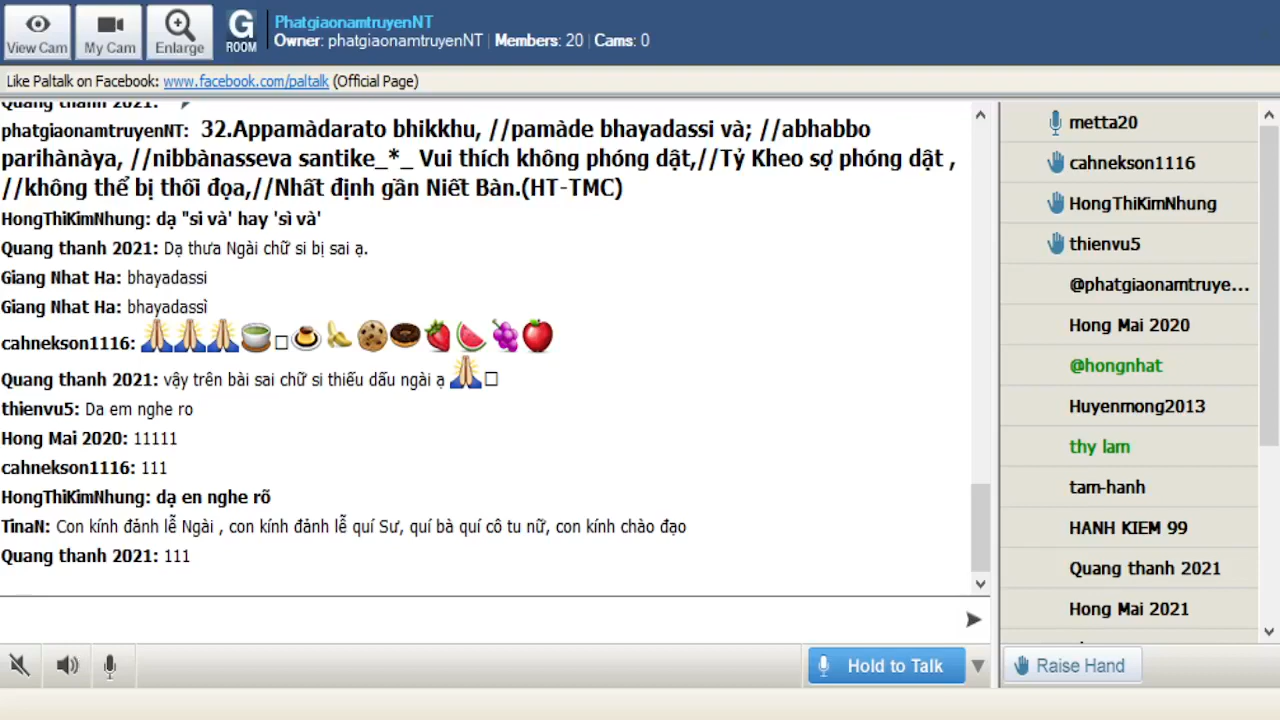 View Cam
My Cam
Enlarge
G
ROOM
PhatgiaonamtruyenNT
Owner: phatgiaonamtruyenNT | Members: 20 | Cams: 0
Like Paltalk on Facebook: www.facebook.com/paltalk (Official Page)
Quang thanh 2021:
phatgiaonamtruyenNT: 32.Appamàdarato bhikkhu, //pamàde bhayadassi và; //abhabbo
parihànàya, //nibbànasseva santike_*_ Vui thích không phóng dật,//Tỷ Kheo sợ phóng dật ,
//không thể bị thối đọa,//Nhất định gần Niết Bàn.(HT-TMC)
HongThiKimNhung: dạ "si và' hay 'sì và'
Quang thanh 2021: Dạ thưa Ngài chữ si bị sai ạ.
Giang Nhat Ha: bhayadassi
Giang Nhat Ha: bhayadassì
cahnekson1116:
Quang thanh 2021: vậy trên bài sai chữ si thiếu dấu ngài ạ
thienvu5: Da em nghe ro
Hong Mai 2020: 11111
cahnekson1116: 111
HongThiKimNhung: dạ en nghe rõ
TinaN: Con kính đảnh lễ Ngài , con kính đảnh lễ quí Sư, quí bà quí cô tu nữ, con kính chào đạo
Quang thanh 2021: 111
Hold to Talk
metta20
cahnekson1116
HongThiKimNhung
thienvu5
@phatgiaonamtruye...
Hong Mai 2020
@hongnhat
Huyenmong2013
thy lam
tam-hanh
HANH KIEM 99
Quang thanh 2021
Hong Mai 2021
Raise Hand